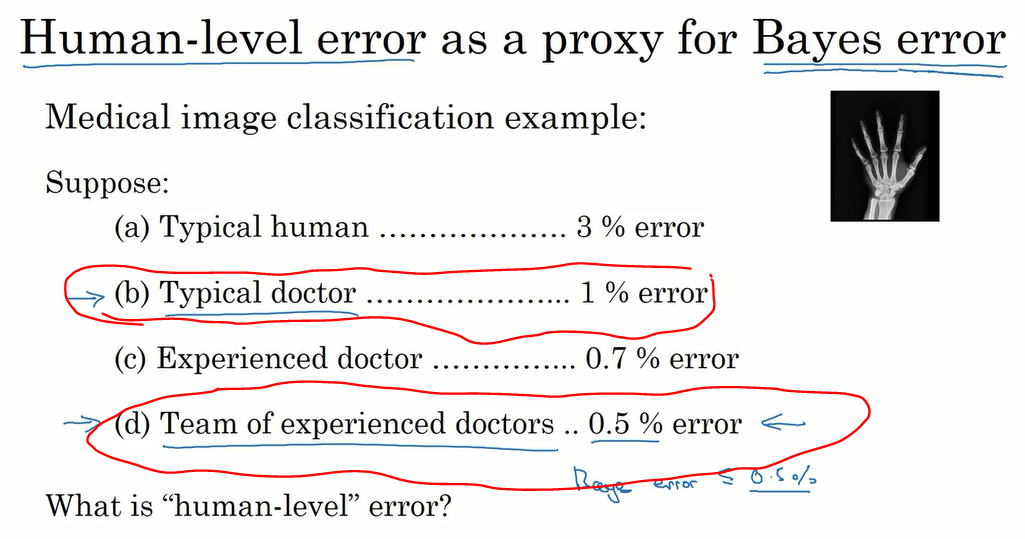 Human-level error as a proxy for Bayes error
Medical image classification example:
Suppose:
(a) Typical human ................... 3 % error
(b) Typical doctor ..................... 1 % error
(c) Experienced doctor .............. 0.7 % error
(d) Team of experienced doctors .. 0.5 % error
error ≤ 0.5%
What is “human-level” error?